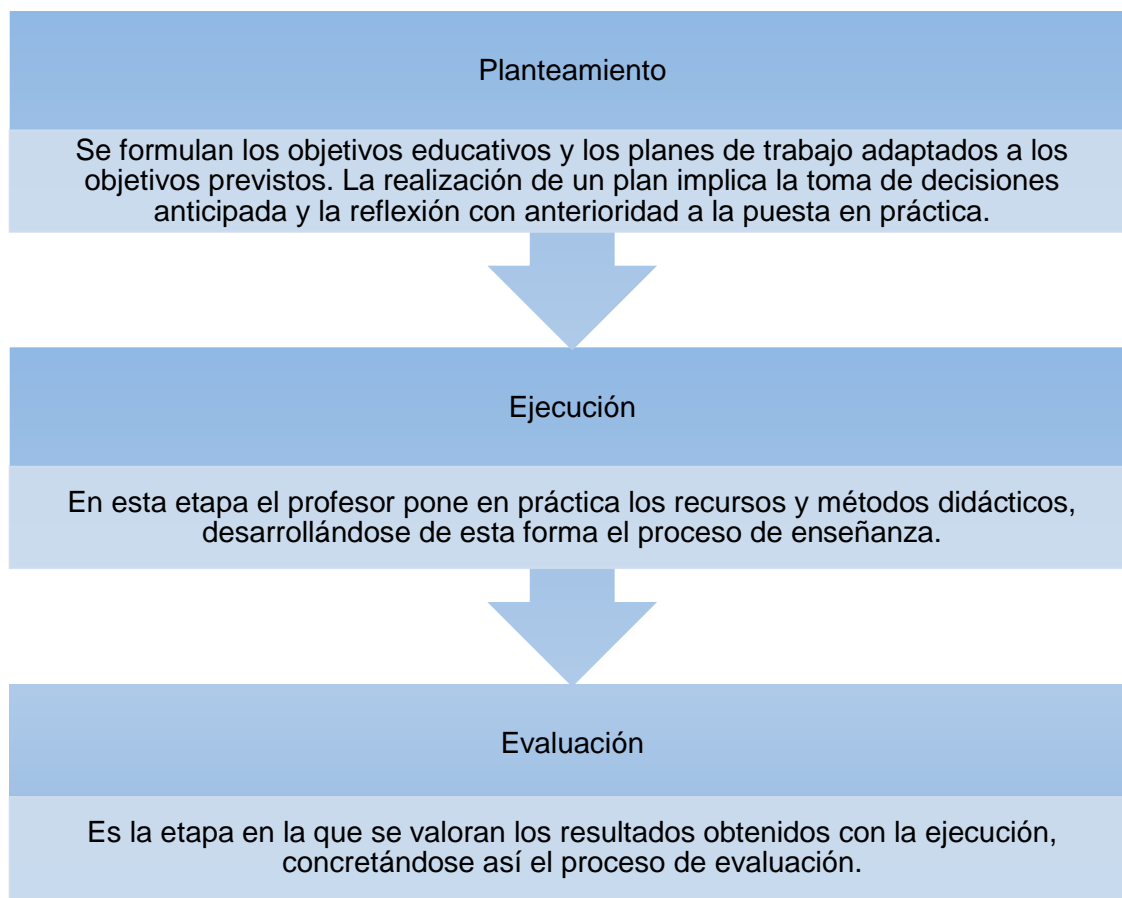 Planteamiento
Se formulan los objetivos educativos y los planes de trabajo adaptados a los
objetivos previstos. La realización de un plan implica la toma de decisiones
anticipada y la reflexión con anterioridad a la puesta en práctica.
Ejecución
En esta etapa el profesor pone en práctica los recursos y métodos didácticos,
desarrollándose de esta forma el proceso de enseñanza.
Evaluación
Es la etapa en la que se valoran los resultados obtenidos con la ejecución,
concretándose así el proceso de evaluación.